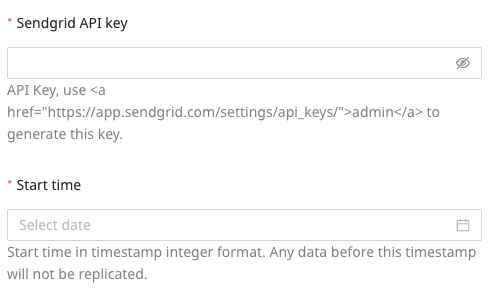 * Sendgrid API key
API Key, use <a
href="https://app.sendgrid.com/settings/api_keys/">admin</a> to
generate this key.
* Start time
Select date
Start time in timestamp integer format. Any data before this timestamp
will not be replicated.